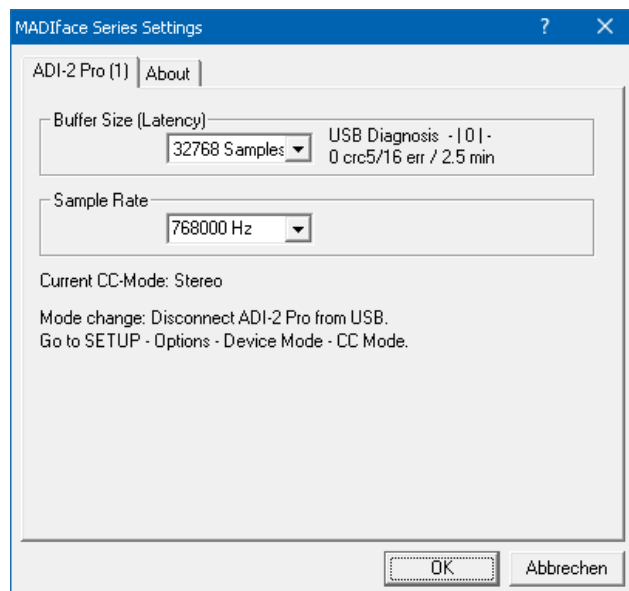 MADIface Series Settings
ADI-2 Pro (1)
About
Buffer Size (Latency)
32768 Samples
USB Diagnosis - | 0 | -
0 crc5/16 err / 2.5 min
Sample Rate
768000 Hz
Current CC-Mode: Stereo
Mode change: Disconnect ADI-2 Pro from USB.
Go to SETUP - Options - Device Mode - CC Mode.
OK
Abbrechen